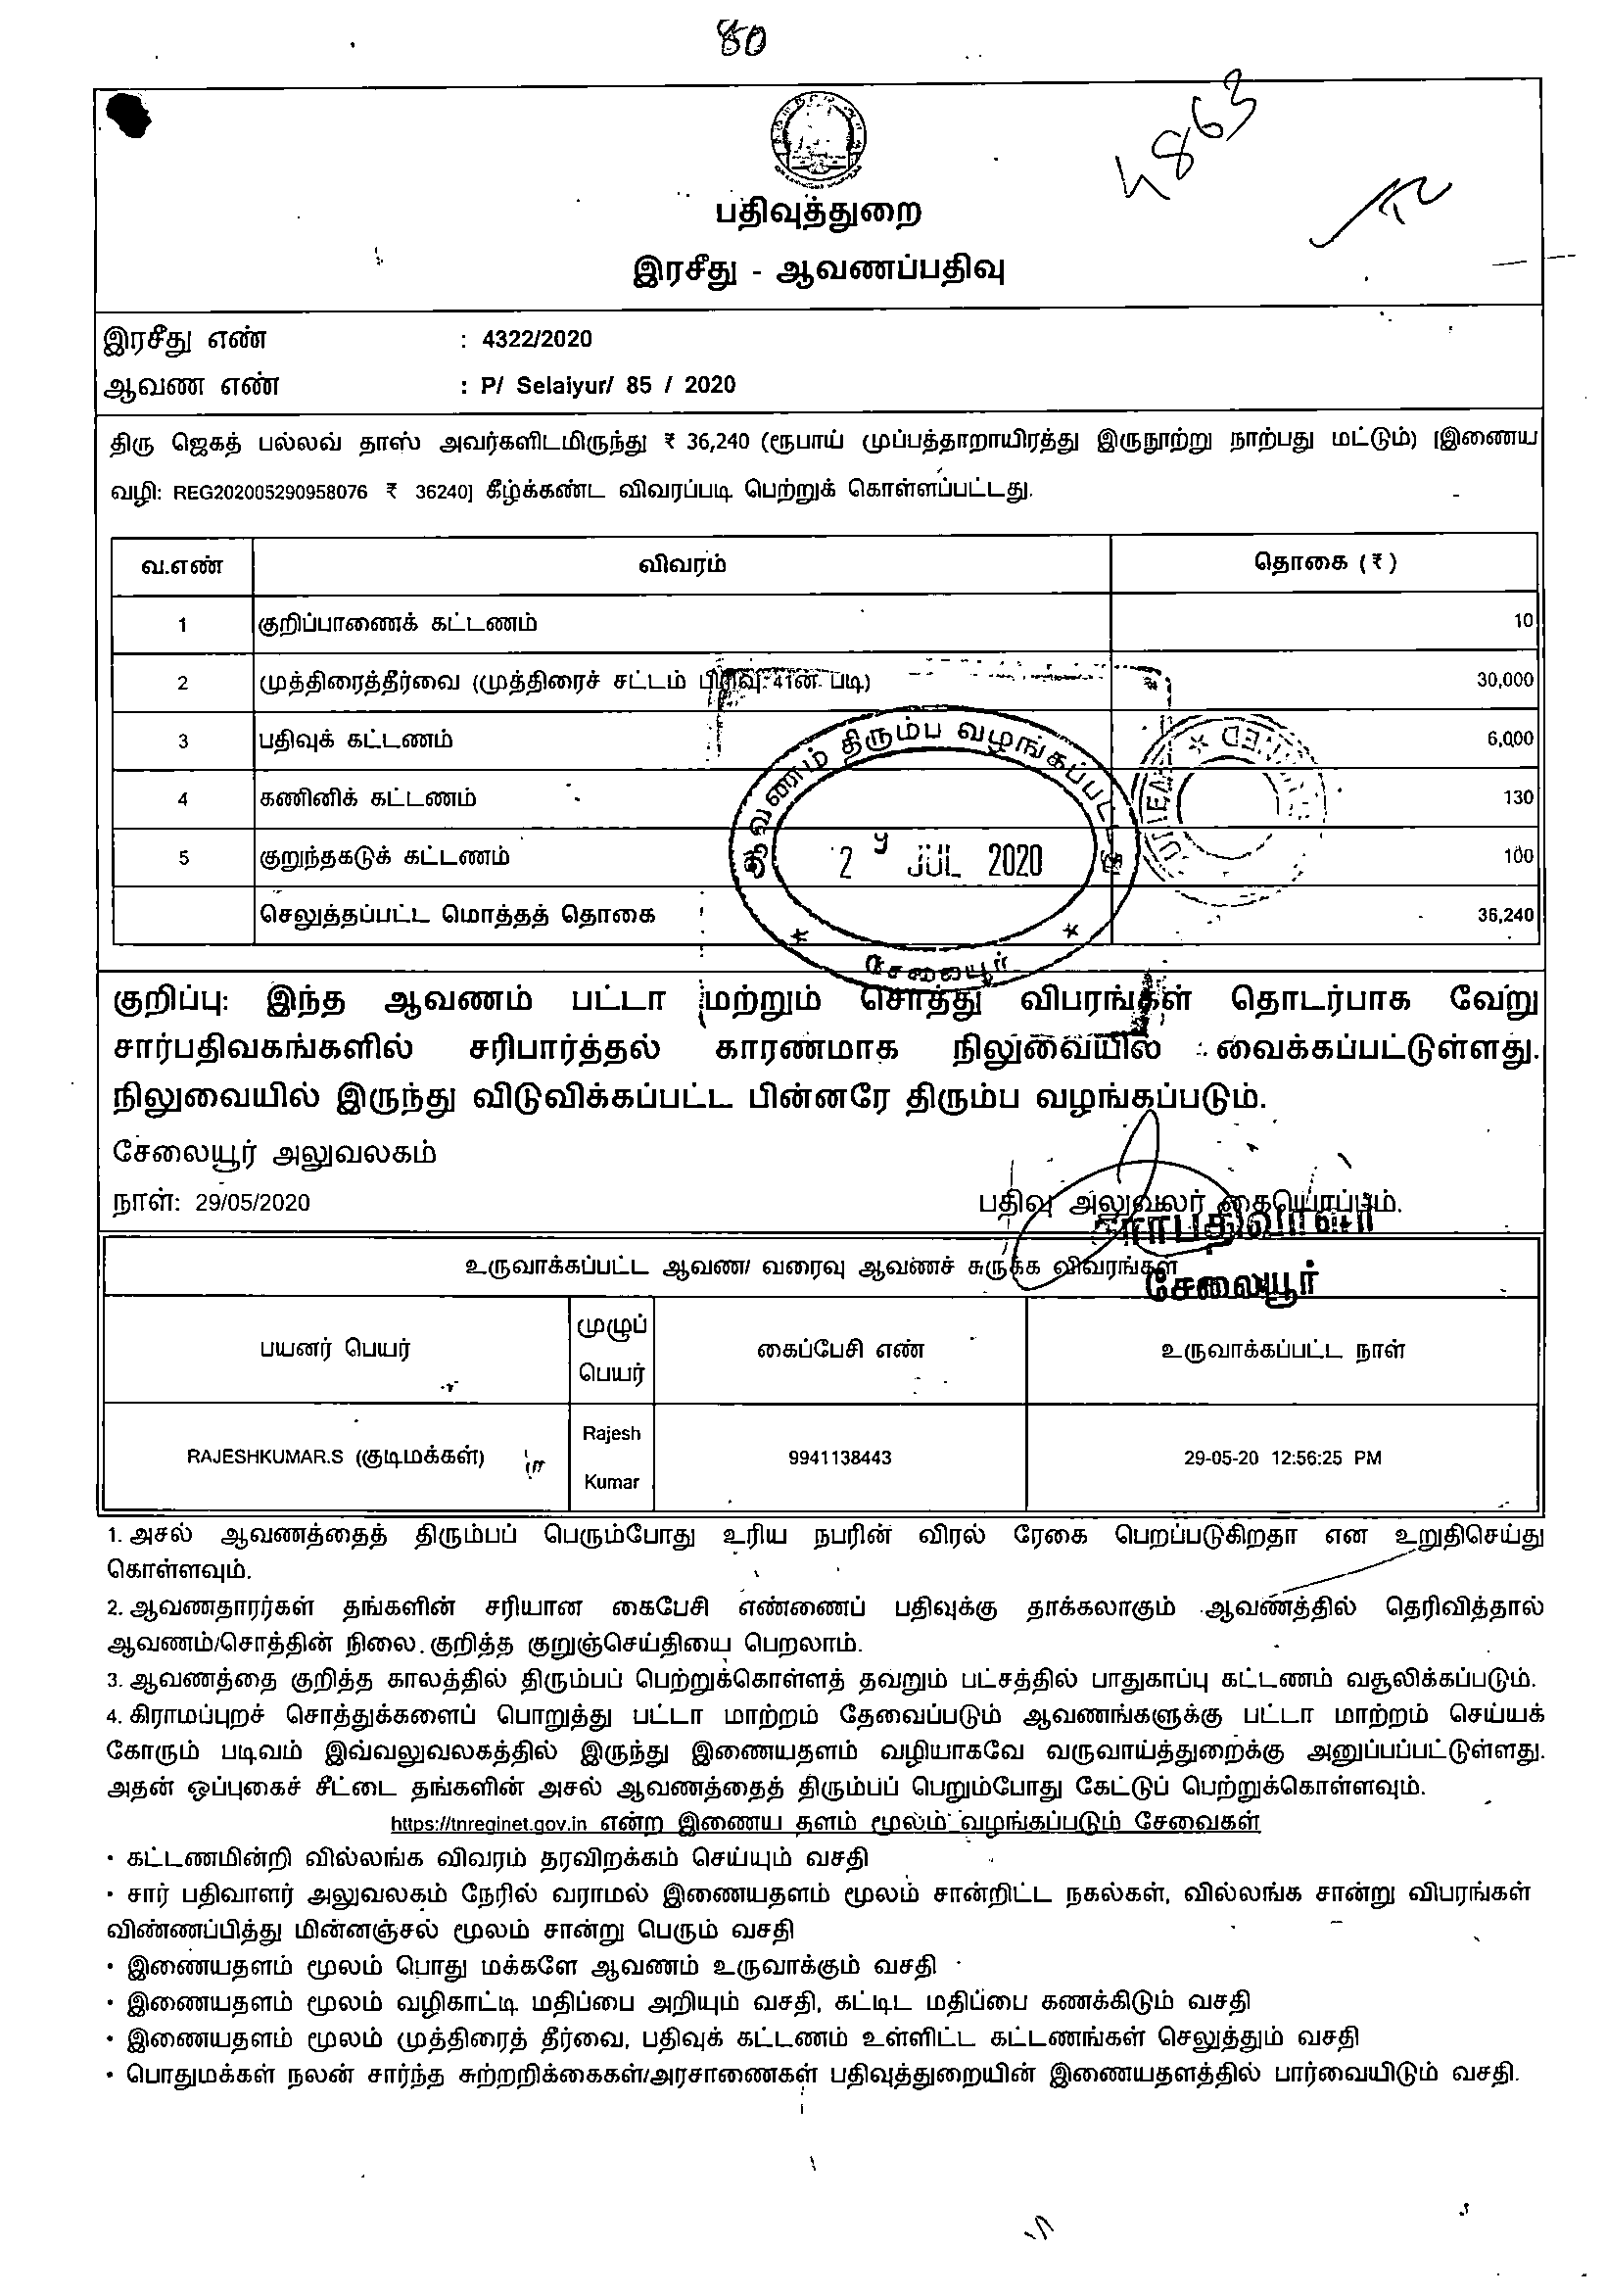 80
4863
பதிவுத்துறை
இரசீது - ஆவணப்பதிவு
இரசீது எண் : 4322/2020
ஆவண எண் : P/ Selaiyur/ 85 / 2020
திரு ஜெகத் பல்லவ் தாஸ் அவர்களிடமிருந்து ₹ 36,240 (ரூபாய் முப்பத்தாறாயிரத்து இருநூற்று நாற்பது மட்டும்) [இணைய
வழி: REG202005290958076 ₹ 36240] கீழ்க்கண்ட விவரப்படி பெற்றுக் கொள்ளப்பட்டது.
வ.எண் விவரம் தொகை (₹)
1 குறிப்பாணைக் கட்டணம் 10
2 முத்திரைத்தீர்வை (முத்திரைச் சட்டம் பிரிவு 41ன் படி) 30,000
3 பதிவுக் கட்டணம் 6,000
4 கணினிக் கட்டணம் 130
5 குறுந்தகடுக் கட்டணம் 100
செலுத்தப்பட்ட மொத்தத் தொகை 36,240
ஆவணம் திரும்ப வழங்கப்பட்டது
29 JUL 2020
சேலையூர்
குறிப்பு: இந்த ஆவணம் பட்டா மற்றும் சொத்து விபரங்கள் தொடர்பாக வேறு
சார்பதிவகங்களில் சரிபார்த்தல் காரணமாக நிலுவையில் வைக்கப்பட்டுள்ளது.
நிலுவையில் இருந்து விடுவிக்கப்பட்ட பின்னரே திரும்ப வழங்கப்படும்.
சேலையூர் அலுவலகம்
நாள்: 29/05/2020 பதிவு அலுவலர் கையொப்பம்.
சார்பதிவாளர்
சேலையூர்
உருவாக்கப்பட்ட ஆவண/ வரைவு ஆவணச் சுருக்க விவரங்கள்
பயனர் பெயர் முழுப் பெயர் கைப்பேசி எண் உருவாக்கப்பட்ட நாள்
RAJESHKUMAR.S (குடிமக்கள்) Rajesh Kumar 9941138443 29-05-20 12:56:25 PM
1. அசல் ஆவணத்தைத் திரும்பப் பெரும்போது உரிய நபரின் விரல் ரேகை பெறப்படுகிறதா என உறுதிசெய்து
கொள்ளவும்.
2. ஆவணதாரர்கள் தங்களின் சரியான கைபேசி எண்ணைப் பதிவுக்கு தாக்கலாகும் ஆவணத்தில் தெரிவித்தால்
ஆவணம்/சொத்தின் நிலை குறித்த குறுஞ்செய்தியை பெறலாம்.
3. ஆவணத்தை குறித்த காலத்தில் திரும்பப் பெற்றுக்கொள்ளத் தவறும் பட்சத்தில் பாதுகாப்பு கட்டணம் வசூலிக்கப்படும்.
4. கிராமப்புறச் சொத்துக்களைப் பொறுத்து பட்டா மாற்றம் தேவைப்படும் ஆவணங்களுக்கு பட்டா மாற்றம் செய்யக்
கோரும் படிவம் இவ்வலுவலகத்தில் இருந்து இணையதளம் வழியாகவே வருவாய்த்துறைக்கு அனுப்பப்பட்டுள்ளது.
அதன் ஒப்புகைச் சீட்டை தங்களின் அசல் ஆவணத்தைத் திரும்பப் பெறும்போது கேட்டுப் பெற்றுக்கொள்ளவும்.
https://tnreginet.gov.in என்ற இணைய தளம் மூலம் வழங்கப்படும் சேவைகள்
• கட்டணமின்றி வில்லங்க விவரம் தரவிறக்கம் செய்யும் வசதி
• சார் பதிவாளர் அலுவலகம் நேரில் வராமல் இணையதளம் மூலம் சான்றிட்ட நகல்கள், வில்லங்க சான்று விபரங்கள்
விண்ணப்பித்து மின்னஞ்சல் மூலம் சான்று பெரும் வசதி
• இணையதளம் மூலம் பொது மக்களே ஆவணம் உருவாக்கும் வசதி
• இணையதளம் மூலம் வழிகாட்டி மதிப்பை அறியும் வசதி, கட்டிட மதிப்பை கணக்கிடும் வசதி
• இணையதளம் மூலம் முத்திரைத் தீர்வை, பதிவுக் கட்டணம் உள்ளிட்ட கட்டணங்கள் செலுத்தும் வசதி
• பொதுமக்கள் நலன் சார்ந்த சுற்றறிக்கைகள்/அரசாணைகள் பதிவுத்துறையின் இணையதளத்தில் பார்வையிடும் வசதி.